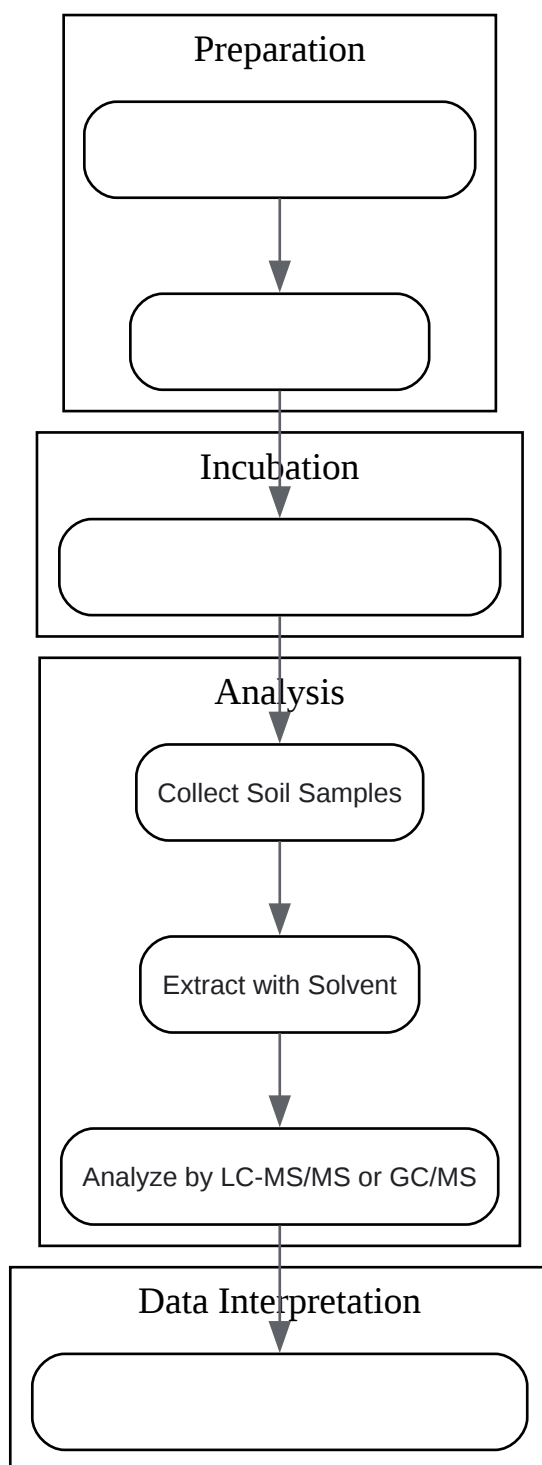 Preparation
Incubation
Analysis
Collect Soil Samples
Extract with Solvent
Analyze by LC-MS/MS or GC/MS
Data Interpretation